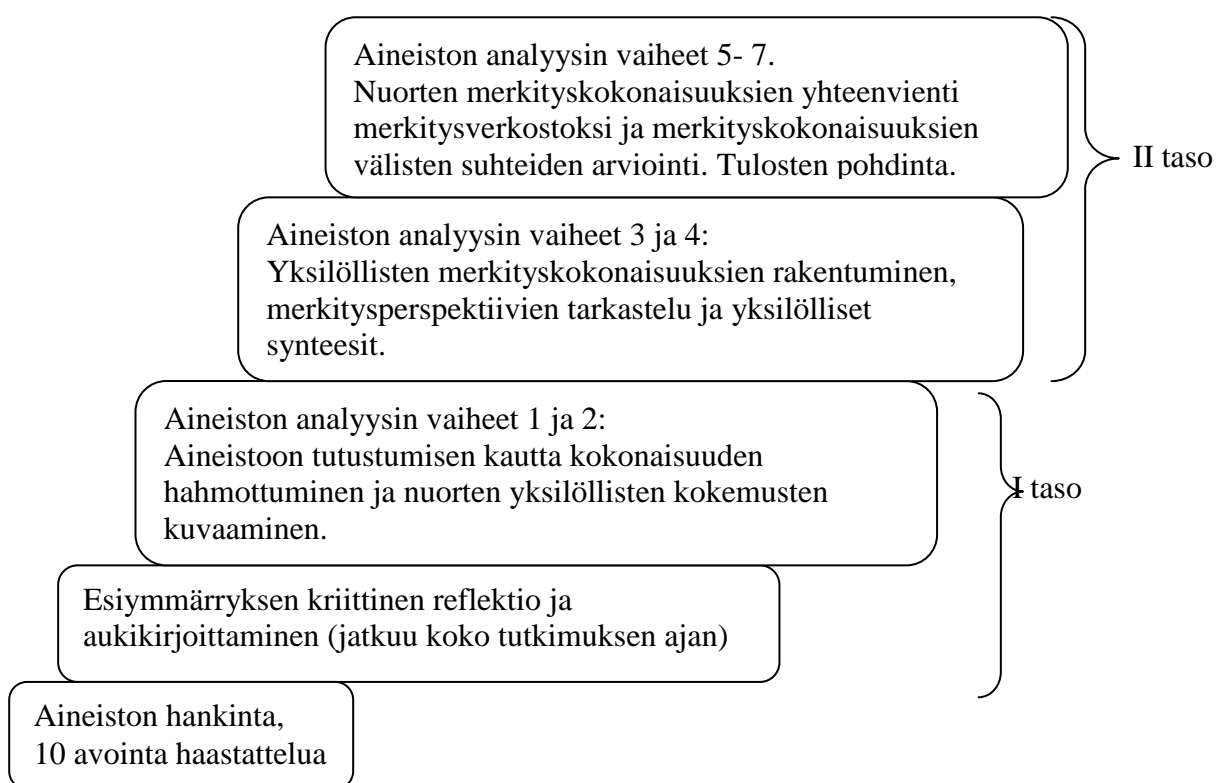 Aineiston analyysin vaiheet 5- 7.
Nuorten merkityskokonaisuuksien yhteenvienti
merkitysverkostoksi ja merkityskokonaisuuksien
välisten suhteiden arviointi. Tulosten pohdinta.
II taso
Aineiston analyysin vaiheet 3 ja 4:
Yksilöllisten merkityskokonaisuuksien rakentuminen,
merkitysperspektiivien tarkastelu ja yksilölliset
synteesit.
Aineiston analyysin vaiheet 1 ja 2:
Aineistoon tutustumisen kautta kokonaisuuden
hahmottuminen ja nuorten yksilöllisten kokemusten
kuvaaminen.
I taso
Esiymmärryksen kriittinen reflektio ja
aukikirjoittaminen (jatkuu koko tutkimuksen ajan)
Aineiston hankinta,
10 avointa haastattelua